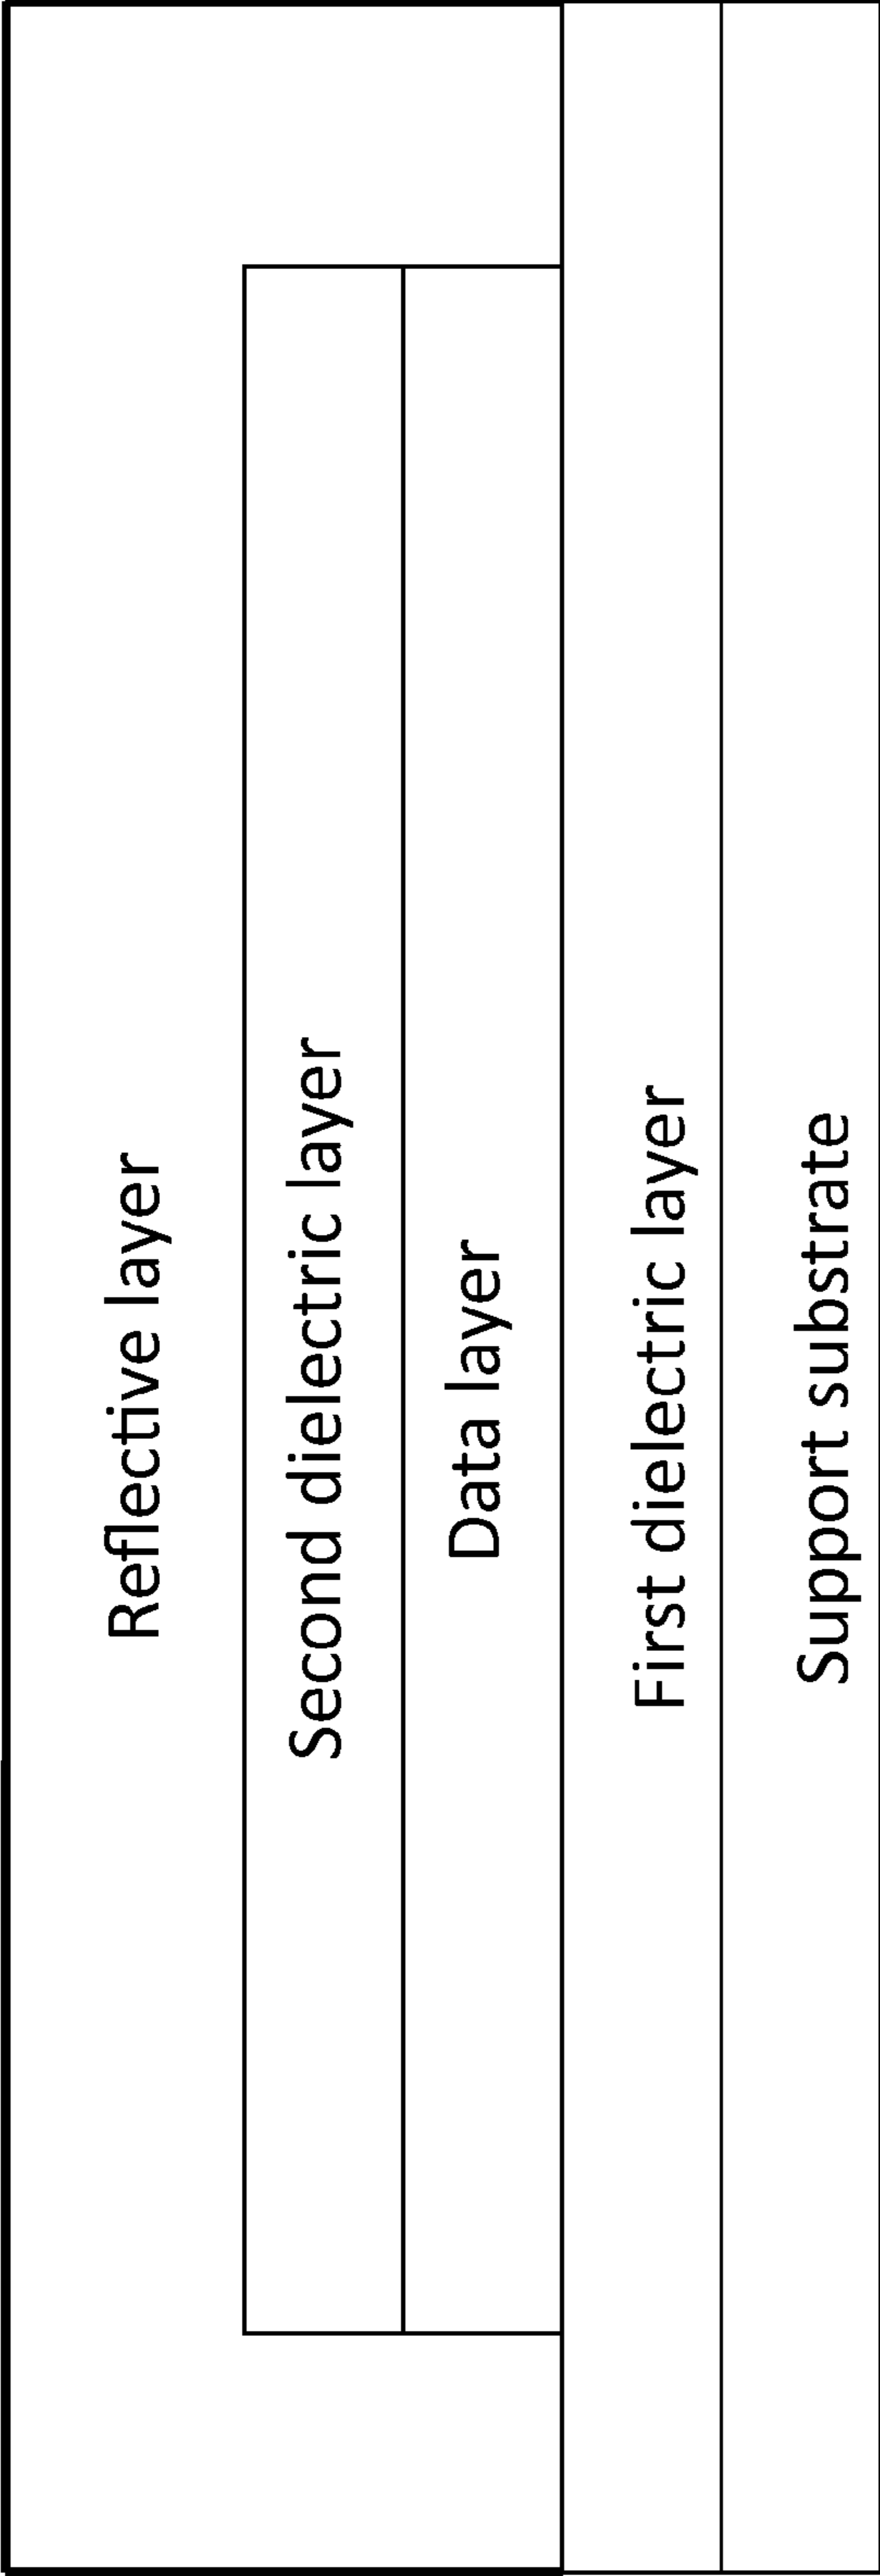 Reflective layer
Second dielectric layer
Data layer
First dielectric layer
Support substrate